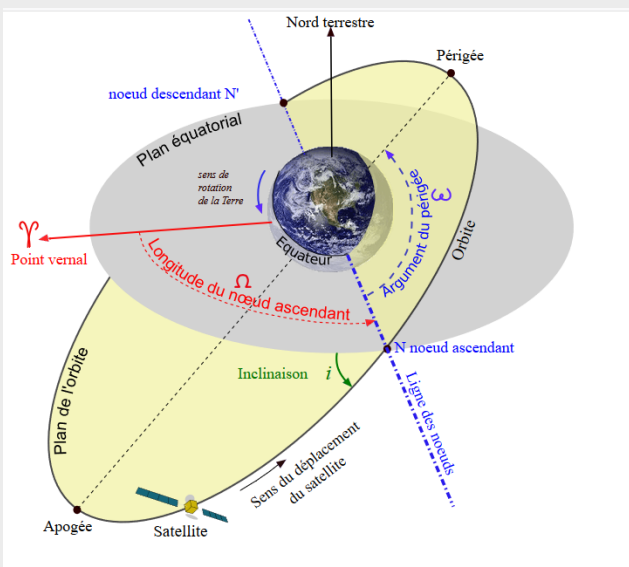 Nord terrestre
Périgée
noeud descendant N'
Plan équatorial
sens de
rotation
de la Terre
ω
Argument du périgée
Orbite
♈
Point vernal
Equateur
Ω
Longitude du nœud ascendant
N noeud ascendant
Inclinaison i
Ligne des noeuds
Plan de l'orbite
Sens du déplacement
du satellite
Apogée
Satellite